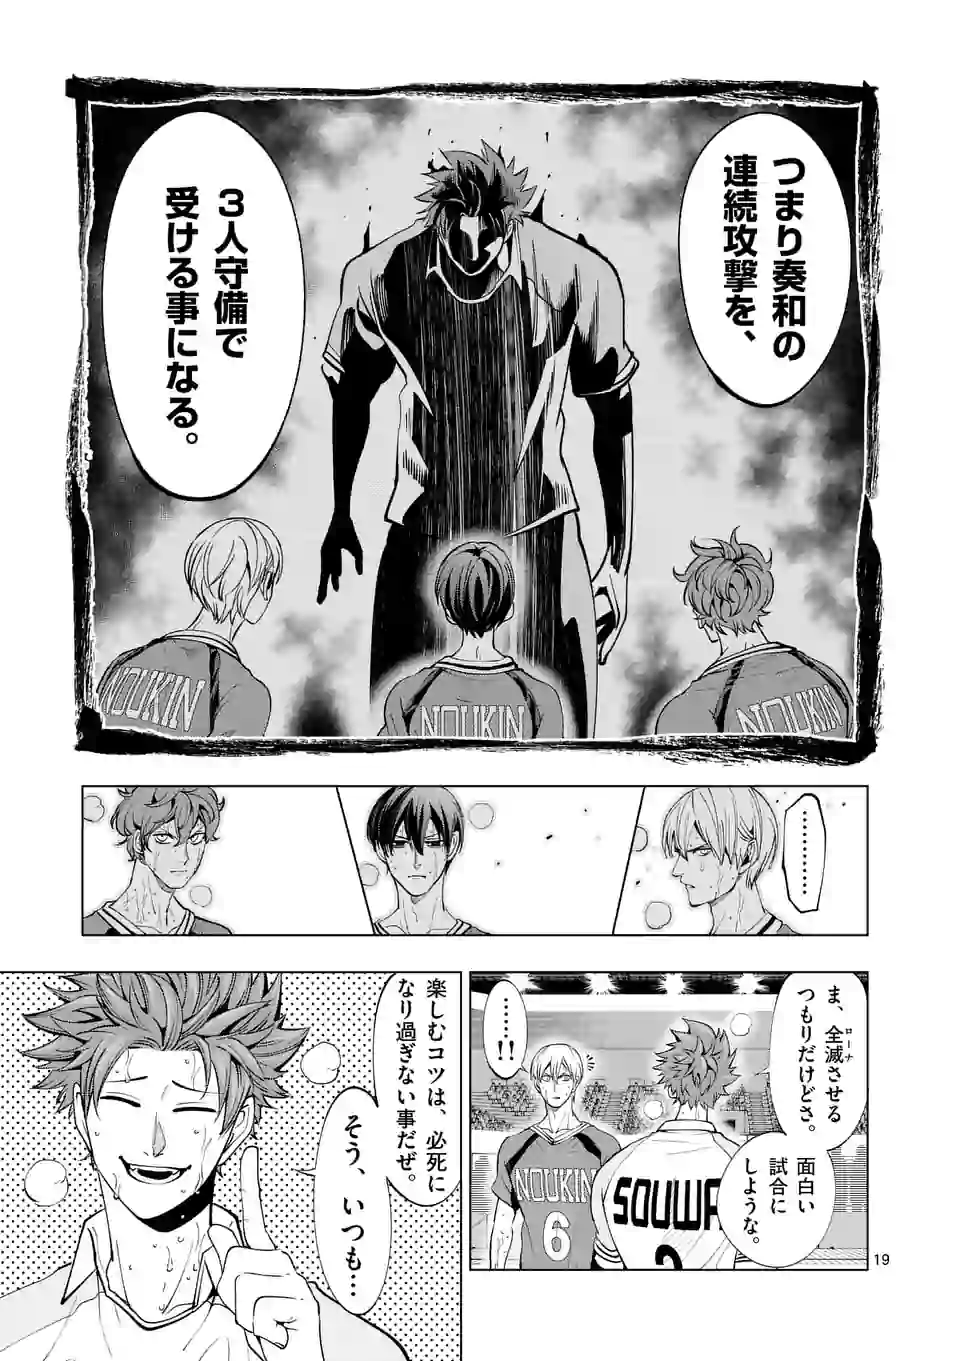 つまり奏和の
連続攻撃を、
3人守備で
受ける事になる。
NOUKIN
NOUKIN
NOUKIN
…………
ま、全滅させる
ローナ
つもりだけどさ。
面白い
試合に
しようぜ。
……!!
NOUKIN
6
SOUWA
楽しむコツは、必死に
なり過ぎない事だぜ。
そう、いつも…
19